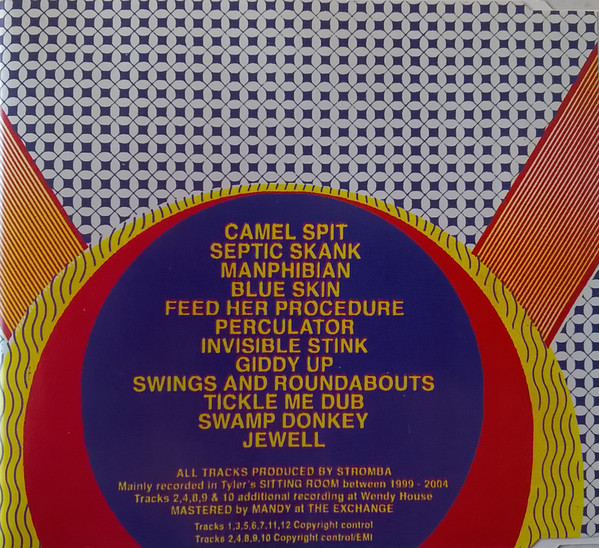 CAMEL SPIT
SEPTIC SKANK
MANPHIBIAN
BLUE SKIN
FEED HER PROCEDURE
PERCULATOR
INVISIBLE STINK
GIDDY UP
SWINGS AND ROUNDABOUTS
TICKLE ME DUB
SWAMP DONKEY
JEWELL
ALL TRACKS PRODUCED BY STROMBA
Mainly recorded in Tyler's SITTING ROOM between 1999 - 2004
Tracks 2,4,8,9 & 10 additional recording at Wendy House
MASTERED by MANDY at THE EXCHANGE
Tracks 1,3,5,6,7,11,12 Copyright control
Tracks 2,4,8,9,10 Copyright control/EMI